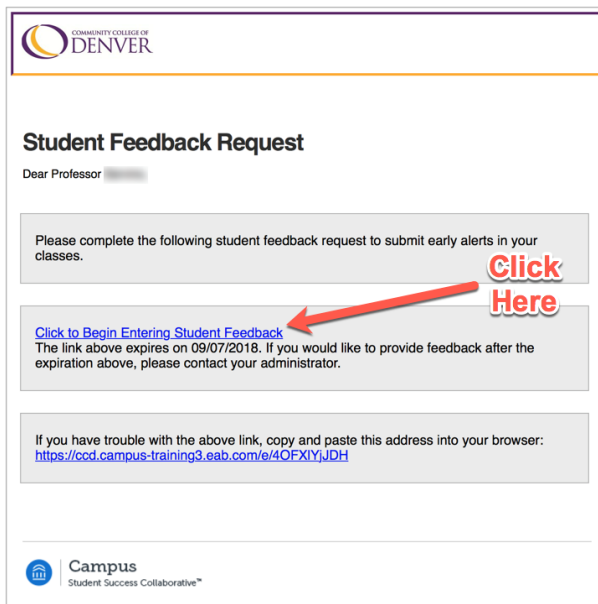 COMMUNITY COLLEGE OF
DENVER
Student Feedback Request
Dear Professor
Please complete the following student feedback request to submit early alerts in your
classes.
Click
Here
Click to Begin Entering Student Feedback
The link above expires on 09/07/2018. If you would like to provide feedback after the
expiration above, please contact your administrator.
If you have trouble with the above link, copy and paste this address into your browser:
https://ccd.campus-training3.eab.com/e/4OFXlYjJDH
Campus
Student Success Collaborative™